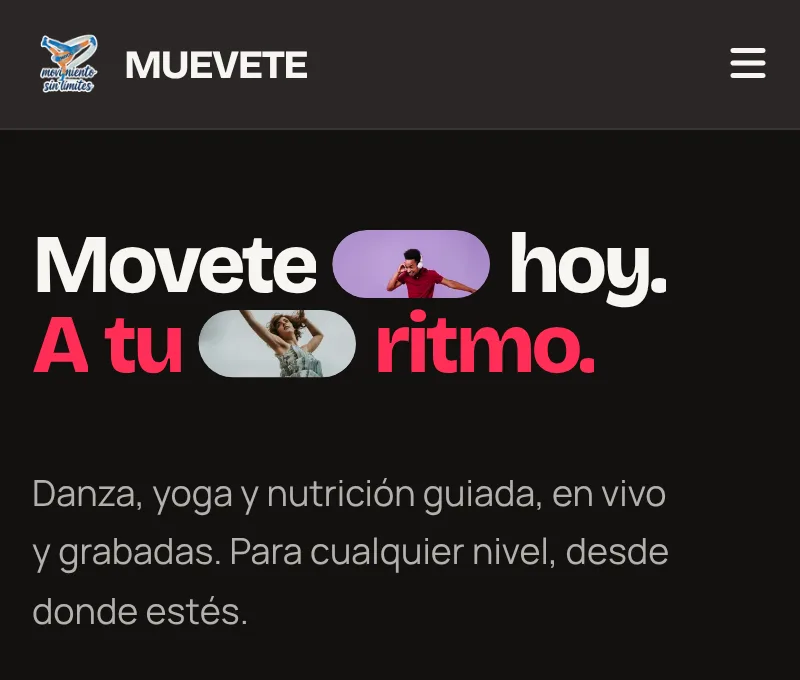 movimiento
sin limites
MUEVETE
Movete hoy.
A tu ritmo.
Danza, yoga y nutrición guiada, en vivo
y grabadas. Para cualquier nivel, desde
donde estés.